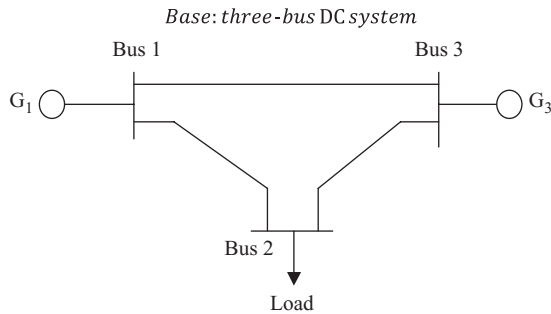 Base: three-bus DC system
Bus 1
Bus 3
G1
G3
Bus 2
Load